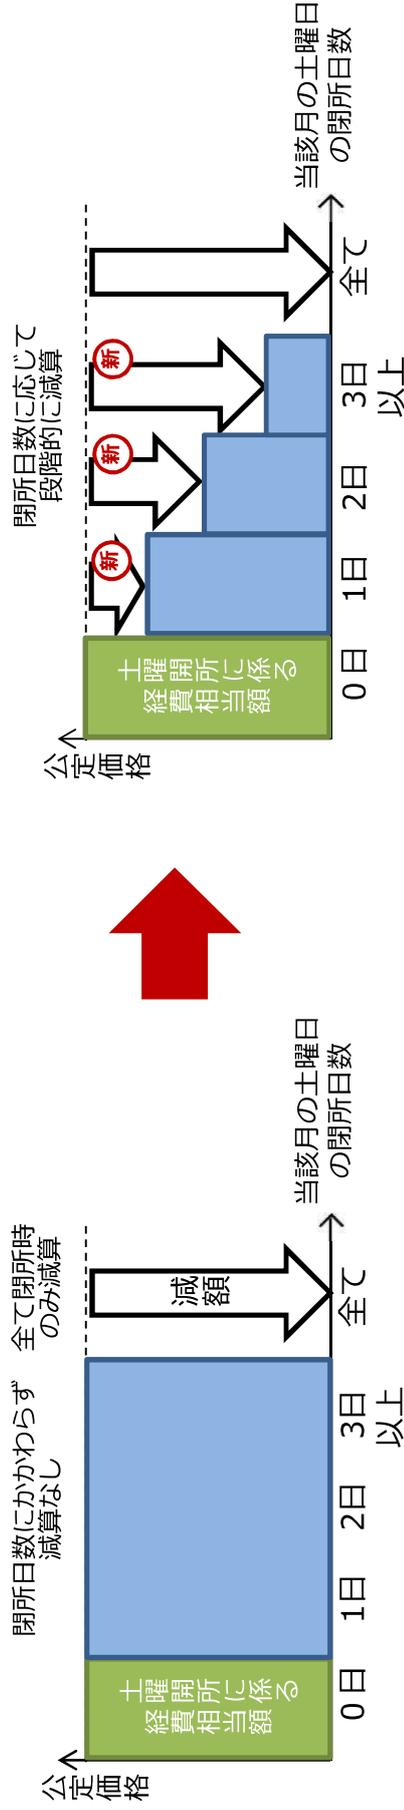 公定価格
閉所日数にかかわらず
減算なし
全て閉所時
のみ減算
土曜開所に係る
経費相当額
減額
0日
1日
2日
3日
以上
全て
当該月の土曜日
の閉所日数
公定価格
閉所日数に応じて
段階的に減算
土曜開所に係る
経費相当額
新
新
新
0日
1日
2日
3日
以上
全て
当該月の土曜日
の閉所日数